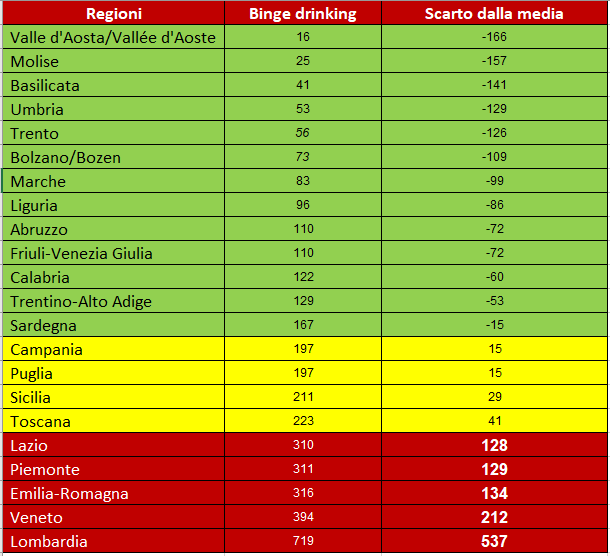 Regioni Binge drinking Scarto dalla media
Valle d'Aosta/Vallée d'Aoste 16 -166
Molise 25 -157
Basilicata 41 -141
Umbria 53 -129
Trento 56 -126
Bolzano/Bozen 73 -109
Marche 83 -99
Liguria 96 -86
Abruzzo 110 -72
Friuli-Venezia Giulia 110 -72
Calabria 122 -60
Trentino-Alto Adige 129 -53
Sardegna 167 -15
Campania 197 15
Puglia 197 15
Sicilia 211 29
Toscana 223 41
Lazio 310 128
Piemonte 311 129
Emilia-Romagna 316 134
Veneto 394 212
Lombardia 719 537